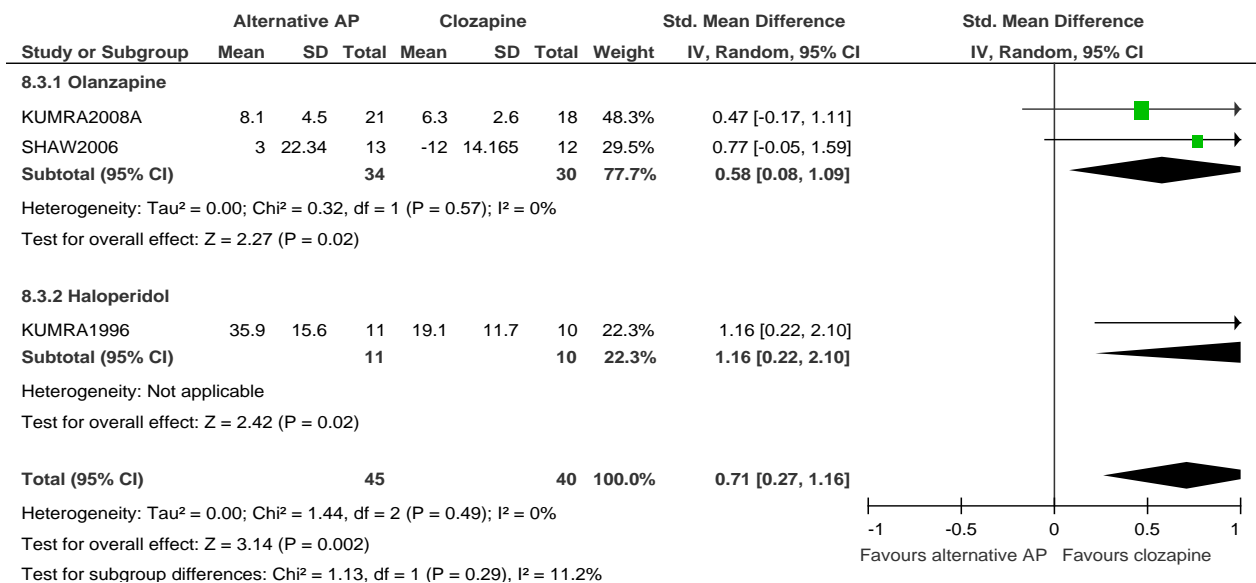 Alternative AP Clozapine Std. Mean Difference Std. Mean Difference
Study or Subgroup Mean SD Total Mean SD Total Weight IV, Random, 95% CI IV, Random, 95% CI
8.3.1 Olanzapine
KUMRA2008A 8.1 4.5 21 6.3 2.6 18 48.3% 0.47 [-0.17, 1.11]
SHAW2006 3 22.34 13 -12 14.165 12 29.5% 0.77 [-0.05, 1.59]
Subtotal (95% CI) 34 30 77.7% 0.58 [0.08, 1.09]
Heterogeneity: Tau² = 0.00; Chi² = 0.32, df = 1 (P = 0.57); I² = 0%
Test for overall effect: Z = 2.27 (P = 0.02)
8.3.2 Haloperidol
KUMRA1996 35.9 15.6 11 19.1 11.7 10 22.3% 1.16 [0.22, 2.10]
Subtotal (95% CI) 11 10 22.3% 1.16 [0.22, 2.10]
Heterogeneity: Not applicable
Test for overall effect: Z = 2.42 (P = 0.02)
Total (95% CI) 45 40 100.0% 0.71 [0.27, 1.16]
Heterogeneity: Tau² = 0.00; Chi² = 1.44, df = 2 (P = 0.49); I² = 0%
Test for overall effect: Z = 3.14 (P = 0.002)
Test for subgroup differences: Chi² = 1.13, df = 1 (P = 0.29), I² = 11.2%
-1 -0.5 0 0.5 1
Favours alternative AP Favours clozapine